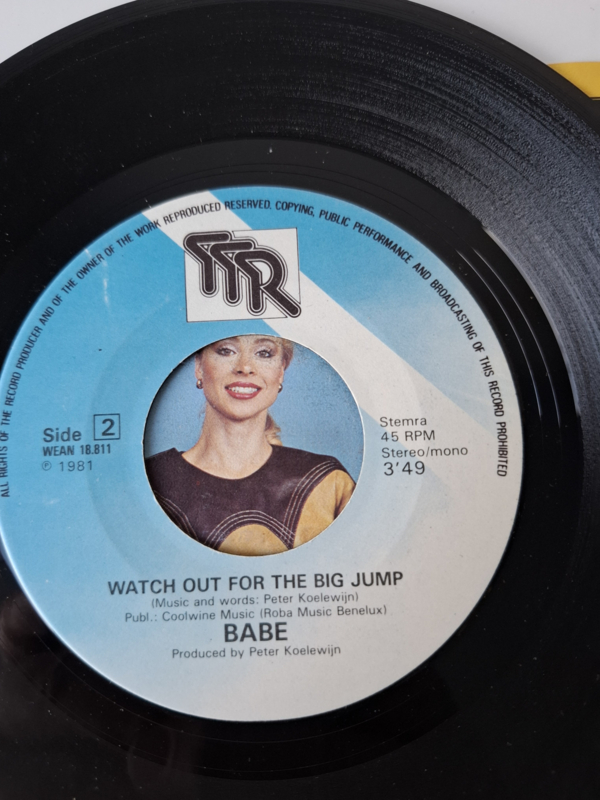 ALL RIGHTS OF THE RECORD PRODUCER AND OF THE OWNER OF THE WORK REPRODUCED RESERVED. COPYING, PUBLIC PERFORMANCE AND BROADCASTING OF THIS RECORD PROHIBITED
TTR
Side 2
WEAN 18.811
℗ 1981
Stemra
45 RPM
Stereo/mono
3'49
WATCH OUT FOR THE BIG JUMP
(Music and words: Peter Koelewijn)
Publ.: Coolwine Music (Roba Music Benelux)
BABE
Produced by Peter Koelewijn